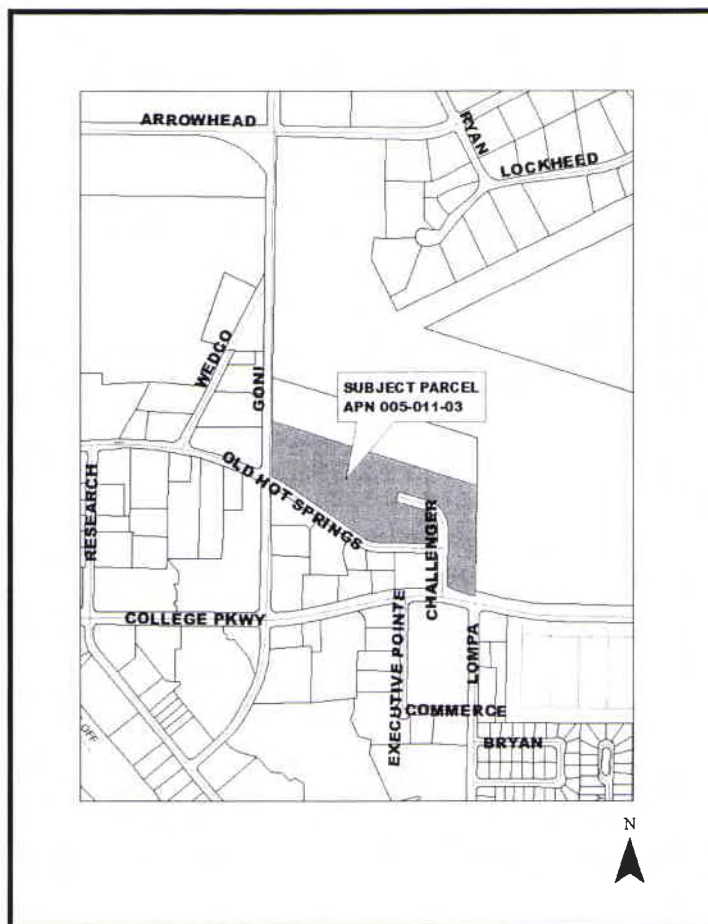 ARROWHEAD
RYAN
LOCKHEED
WEDCO
GONI
SUBJECT PARCEL
APN 005-011-03
OLD HOT SPRINGS
RESEARCH
CHALLENGER
COLLEGE PKWY
EXECUTIVE POINTE
LOMPA
COMMERCE
OFF
BRYAN
N